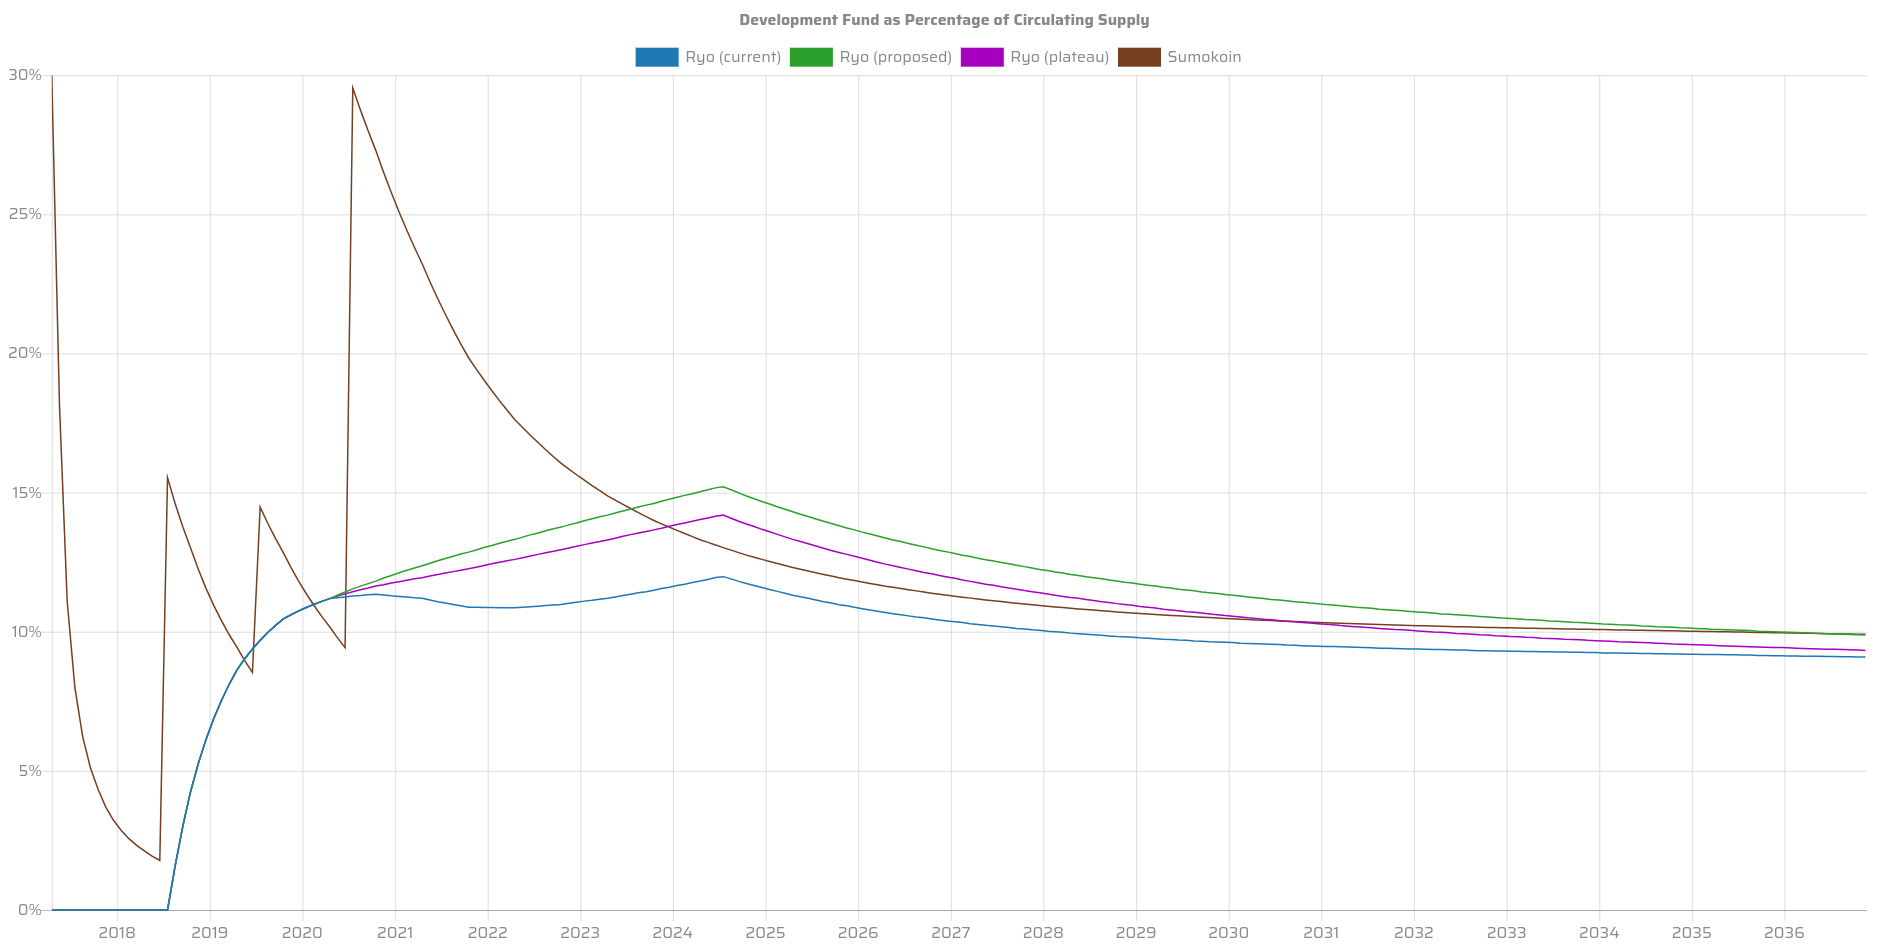 Development Fund as Percentage of Circulating Supply
Ryo (current) Ryo (proposed) Ryo (plateau) Sumokoin
30%
25%
20%
15%
10%
5%
0%
2018 2019 2020 2021 2022 2023 2024 2025 2026 2027 2028 2029 2030 2031 2032 2033 2034 2035 2036